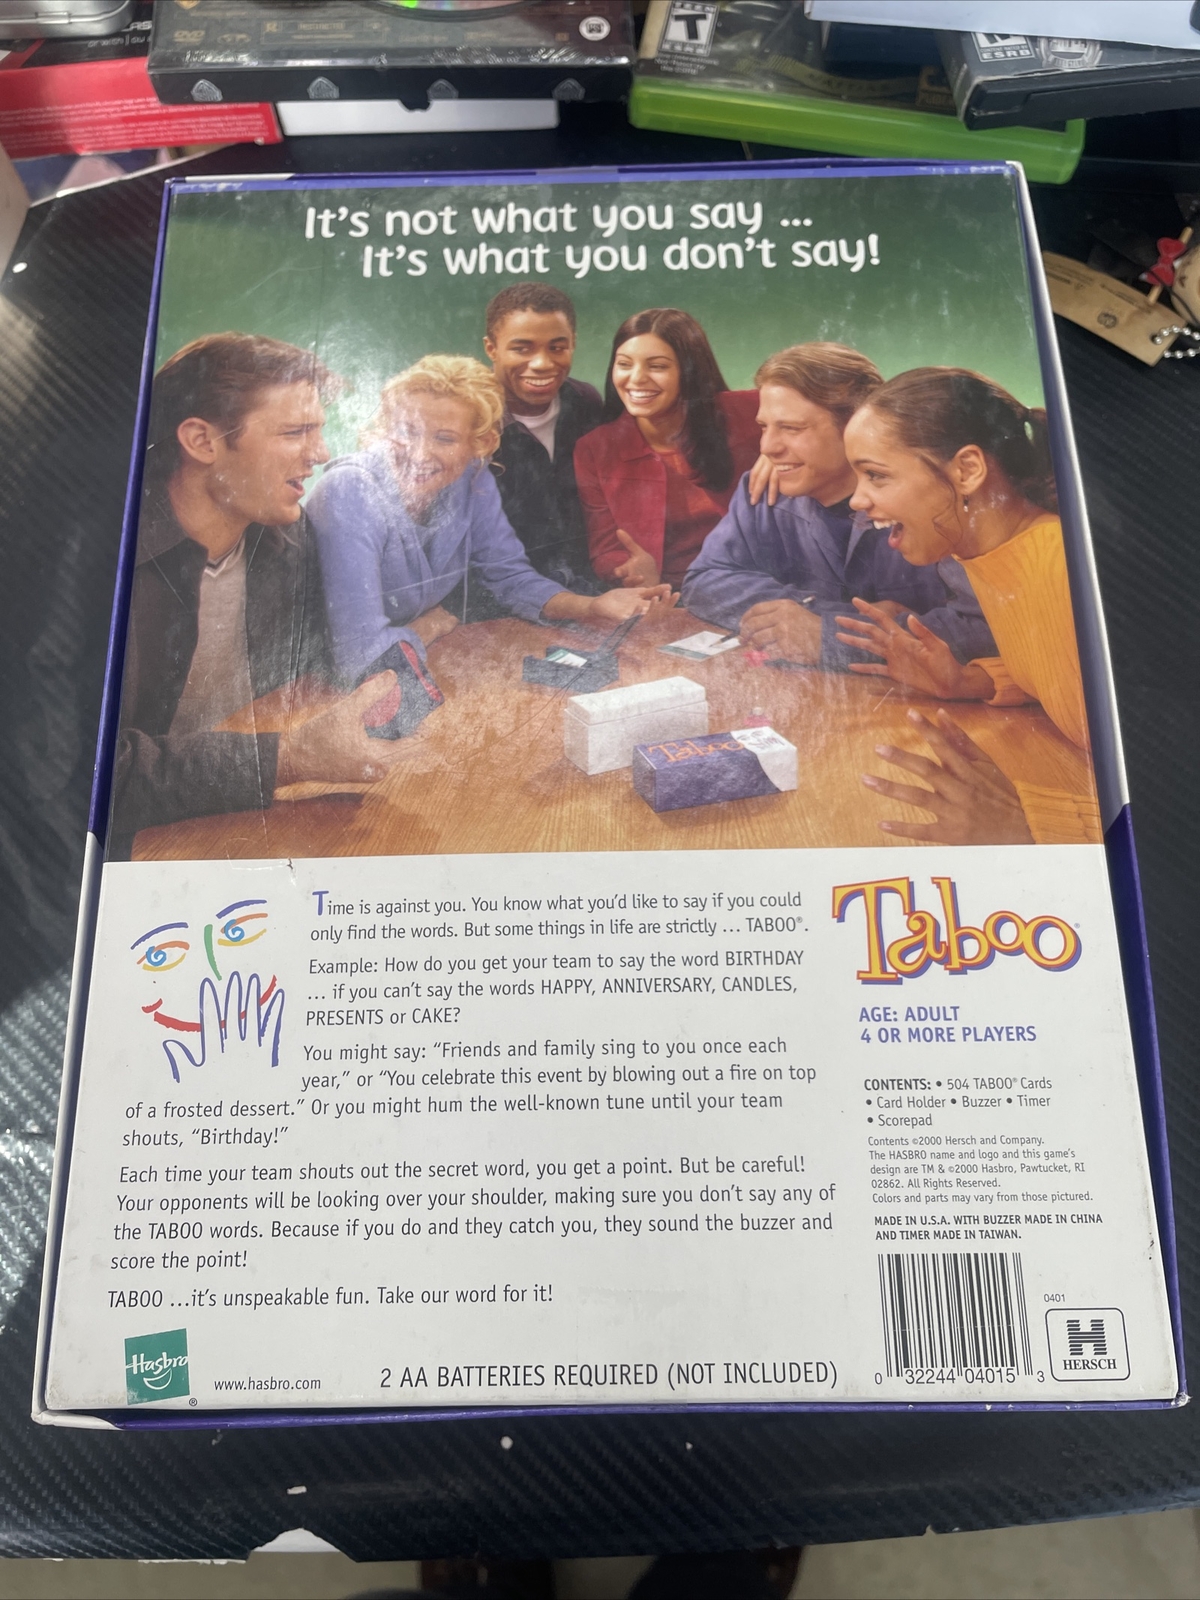 TEEN
T
ESRB
ESRB
It's not what you say ...
It's what you don't say!
Taboo
Time is against you. You know what you'd like to say if you could
only find the words. But some things in life are strictly ... TABOO®.
Example: How do you get your team to say the word BIRTHDAY
... if you can't say the words HAPPY, ANNIVERSARY, CANDLES,
PRESENTS or CAKE?
You might say: "Friends and family sing to you once each
year," or "You celebrate this event by blowing out a fire on top
of a frosted dessert." Or you might hum the well-known tune until your team
shouts, "Birthday!"
Each time your team shouts out the secret word, you get a point. But be careful!
Your opponents will be looking over your shoulder, making sure you don't say any of
the TABOO words. Because if you do and they catch you, they sound the buzzer and
score the point!
TABOO ...it's unspeakable fun. Take our word for it!
Hasbro
®
www.hasbro.com
2 AA BATTERIES REQUIRED (NOT INCLUDED)
Taboo®
AGE: ADULT
4 OR MORE PLAYERS
CONTENTS: • 504 TABOO® Cards
• Card Holder • Buzzer • Timer
• Scorepad
Contents ©2000 Hersch and Company.
The HASBRO name and logo and this game's
design are TM & ©2000 Hasbro, Pawtucket, RI
02862. All Rights Reserved.
Colors and parts may vary from those pictured.
MADE IN U.S.A. WITH BUZZER MADE IN CHINA
AND TIMER MADE IN TAIWAN.
0401
0 32244 04015 3
H
HERSCH